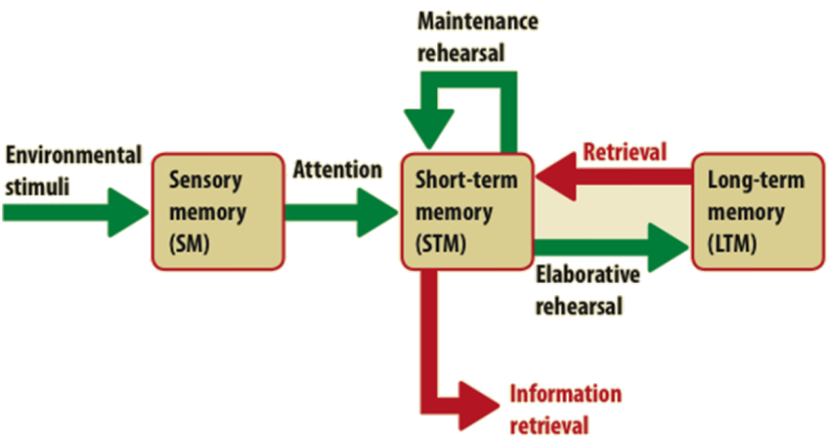 Maintenance
rehearsal
Environmental
stimuli
Sensory
memory
(SM)
Attention
Short-term
memory
(STM)
Retrieval
Long-term
memory
(LTM)
Elaborative
rehearsal
Information
retrieval